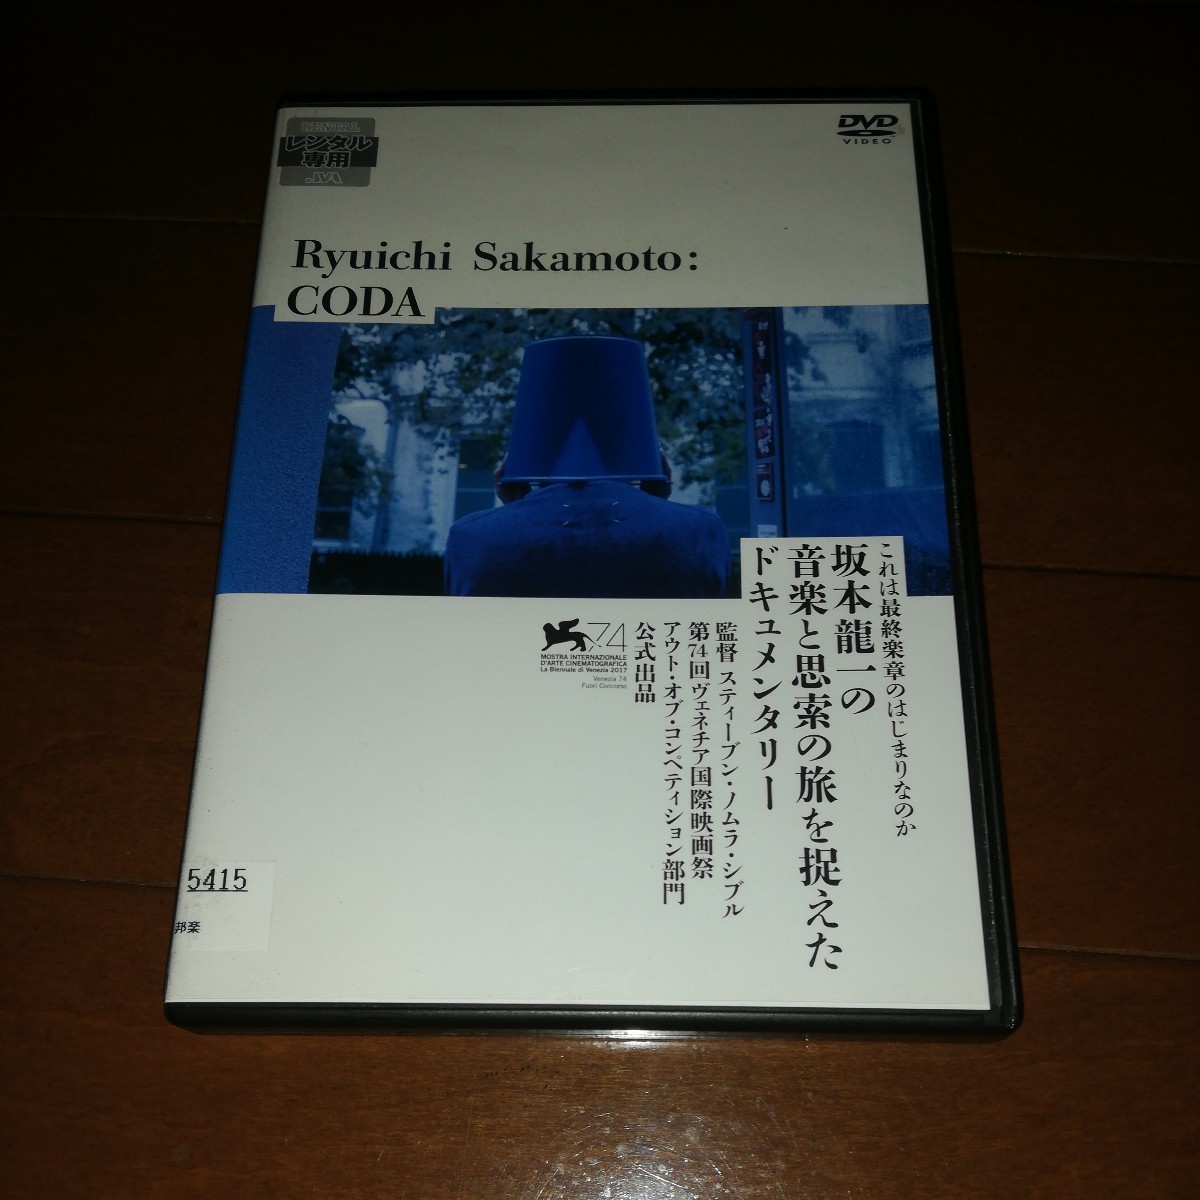 RENTAL
レンタル
専用
JVA
DVD
VIDEO
Ryuichi Sakamoto:
CODA
これは最終楽章のはじまりなのか
坂本龍一の
音楽と思索の旅を捉えた
ドキュメンタリー
監督 スティーブン・ノムラ・シブル
第74回 ヴェネチア国際映画祭
アウト・オブ・コンペティション部門
公式出品
74
MOSTRA INTERNAZIONALE
D'ARTE CINEMATOGRAFICA
La Biennale di Venezia 2017
Venezia 74
Fuori Concorso
5415
邦楽